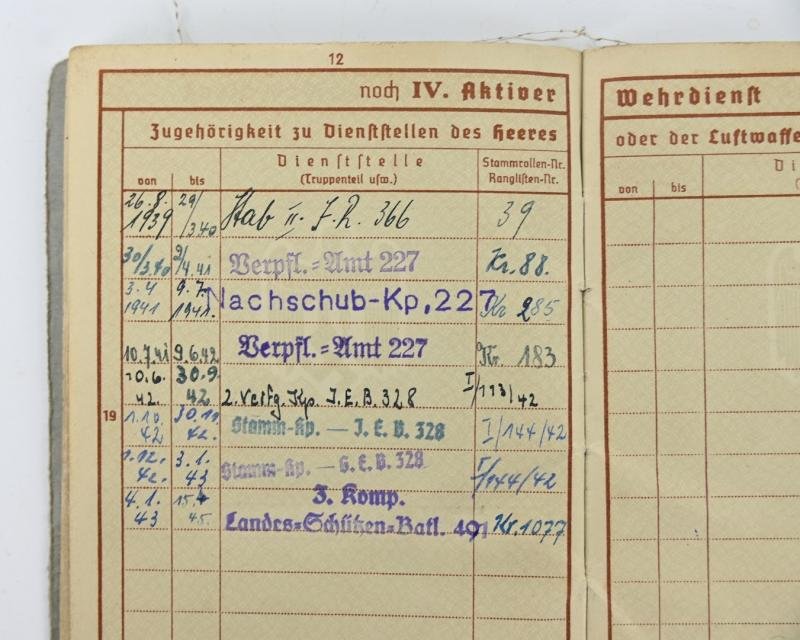 12
noch IV. Aktiver
Zugehörigkeit zu Dienststellen des Heeres
von bis Dienststelle (Truppenteil usw.) Stammrollen-Nr. Ranglisten-Nr.
26.8. 1939 29/ /3.40 Stab II. J.R. 366 39
30/3.40 2/4.41 Verpfl.=Amt 227 Kr. 88.
3.4 1941 9.7. 1941. Nachschub-Kp, 227 Kr 285
10.7.41 9.6.42 Verpfl.=Amt 227 Kr. 183
10.6. 42. 30.9. 42 2. Verfg. Kp. J.E.B. 328 I/113/42
19
1.10. 42 30.11. 42. Stamm-Kp. — J. E. B. 328 I/144/42
1.12. 42. 3.1. 43 Stamm-Kp. — G. E. B. 328 I/144/42
4.1. 43 15.4 45. 3. Komp.
Landes=Schützen=Batl. 491 Kr. 1077
Wehrdienst
oder der Luftwaffe
von bis Di